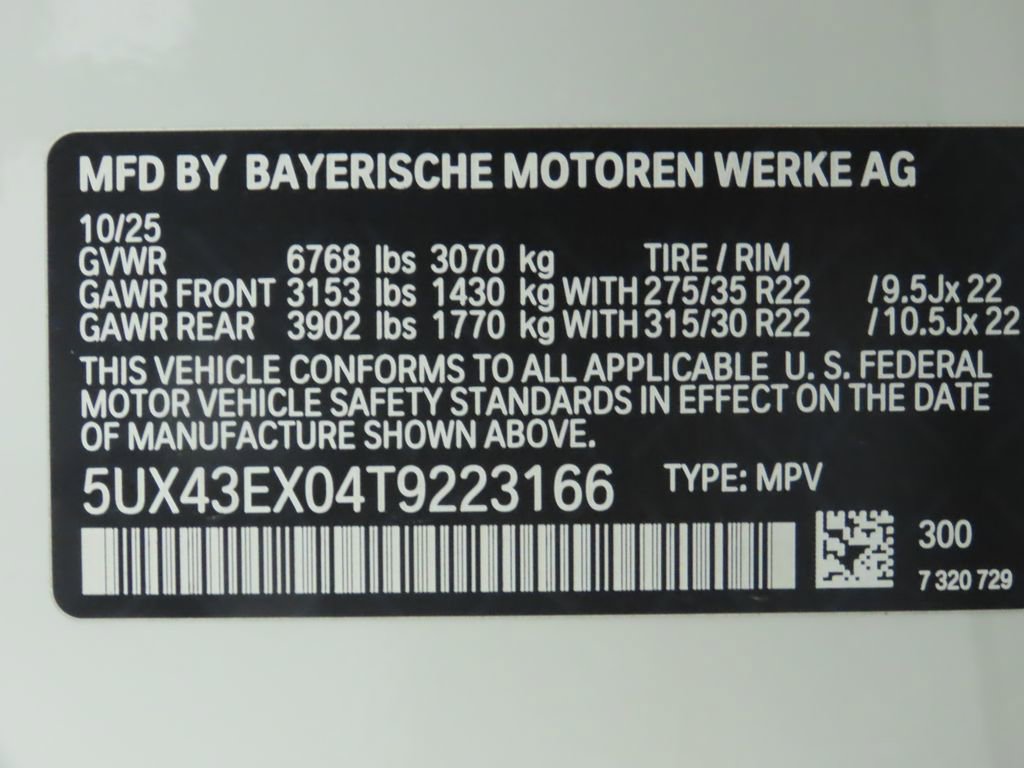 MFD BY BAYERISCHE MOTOREN WERKE AG
10/25
GVWR 6768 lbs 3070 kg TIRE / RIM
GAWR FRONT 3153 lbs 1430 kg WITH 275/35 R22 /9.5Jx 22
GAWR REAR 3902 lbs 1770 kg WITH 315/30 R22 /10.5Jx 22
THIS VEHICLE CONFORMS TO ALL APPLICABLE U. S. FEDERAL
MOTOR VEHICLE SAFETY STANDARDS IN EFFECT ON THE DATE
OF MANUFACTURE SHOWN ABOVE.
5UX43EX04T9223166 TYPE: MPV
300
7 320 729